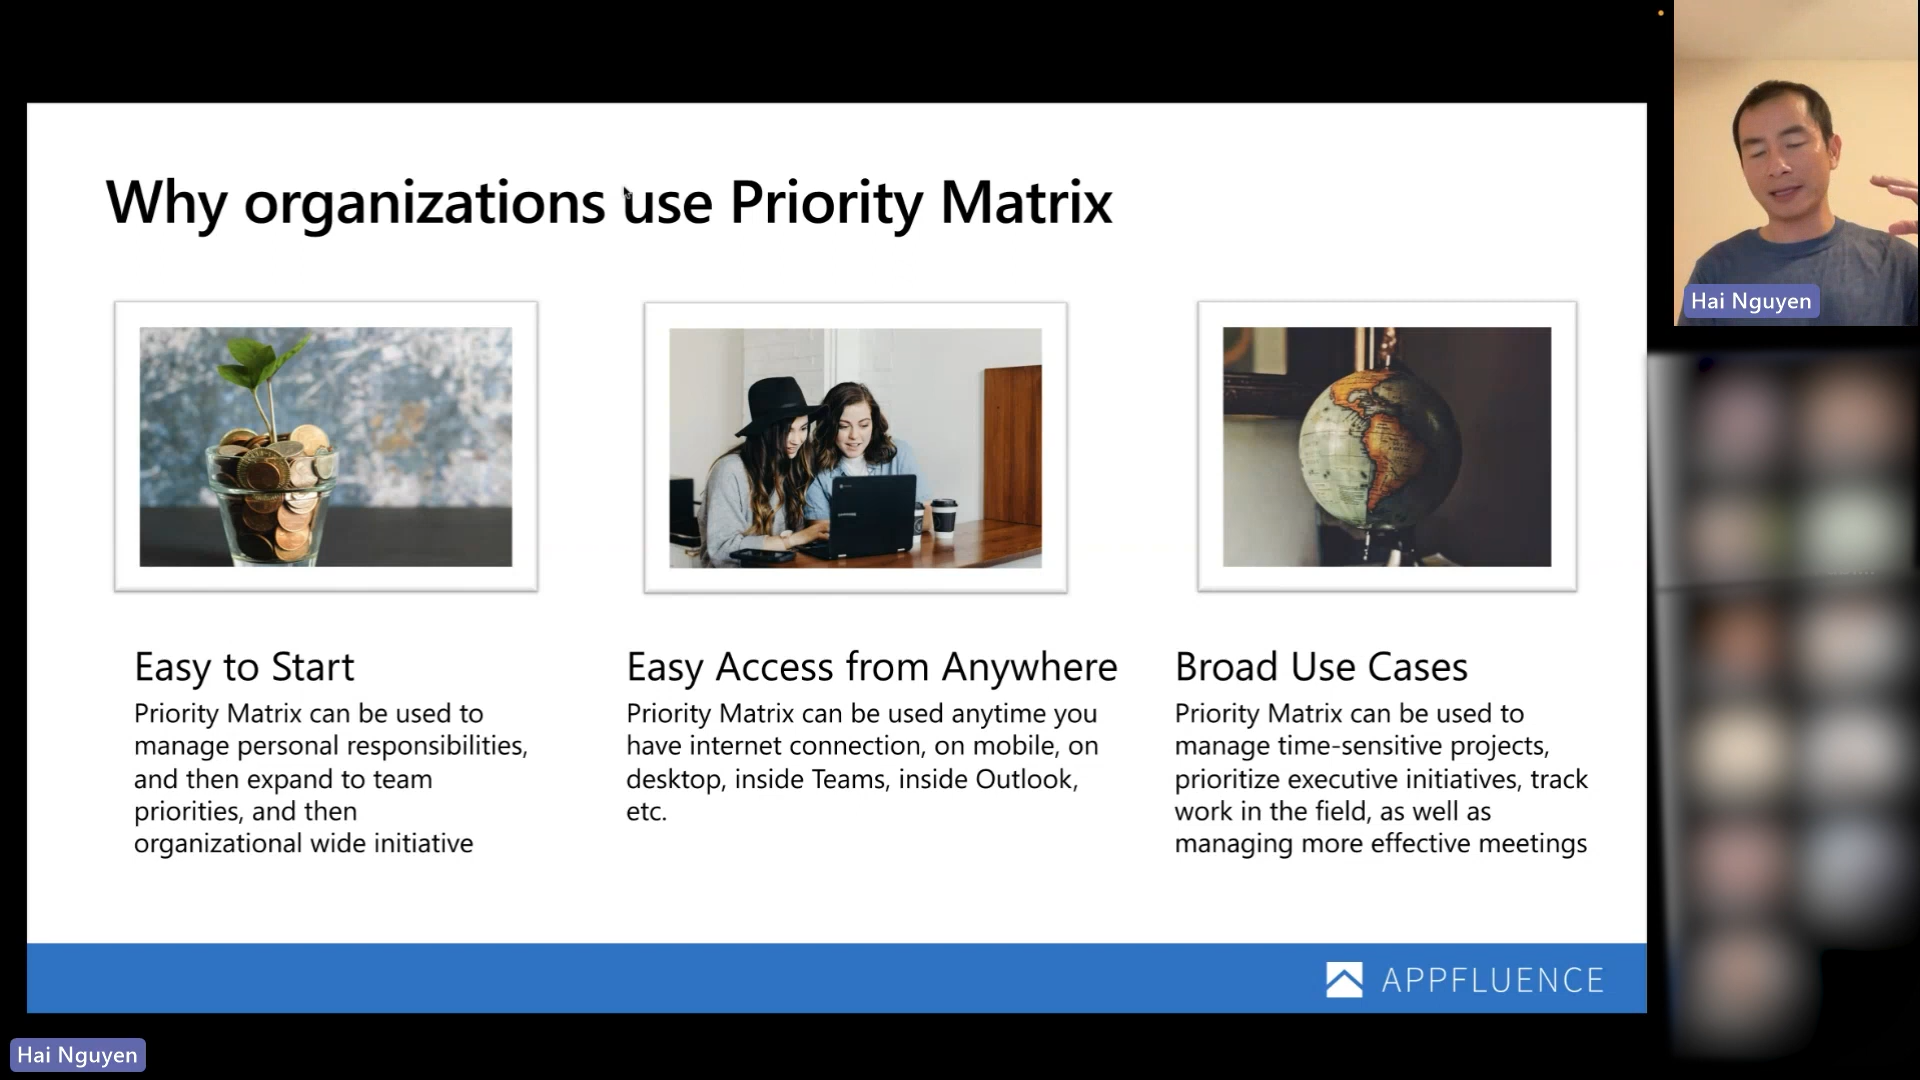 Why organizations use Priority Matrix
Easy to Start
Priority Matrix can be used to
manage personal responsibilities,
and then expand to team
priorities, and then
organizational wide initiative
Easy Access from Anywhere
Priority Matrix can be used anytime you
have internet connection, on mobile, on
desktop, inside Teams, inside Outlook,
etc.
Broad Use Cases
Priority Matrix can be used to
manage time-sensitive projects,
prioritize executive initiatives, track
work in the field, as well as
managing more effective meetings
APPFLUENCE
Hai Nguyen
Hai Nguyen